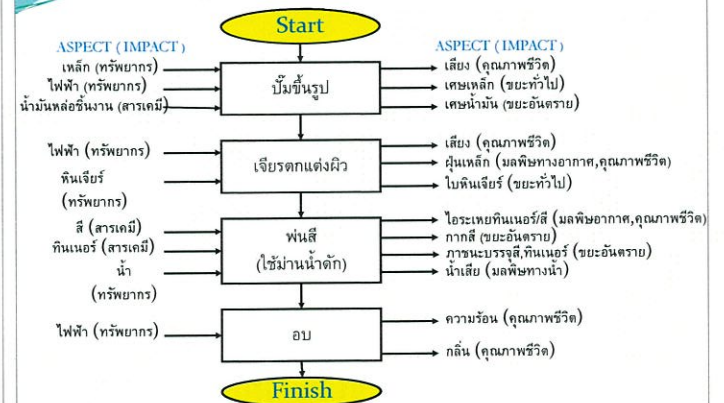 Start
ASPECT ( IMPACT )
ASPECT ( IMPACT )
เหล็ก (ทรัพยากร)
ไฟฟ้า (ทรัพยากร)
น้ำมันหล่อชิ้นงาน (สารเคมี)
ปั๊มขึ้นรูป
เสียง (คุณภาพชีวิต)
เศษเหล็ก (ขยะทั่วไป)
เศษน้ำมัน (ขยะอันตราย)
ไฟฟ้า (ทรัพยากร)
หินเจียร์
(ทรัพยากร)
เจียรตกแต่งผิว
เสียง (คุณภาพชีวิต)
ฝุ่นเหล็ก (มลพิษทางอากาศ,คุณภาพชีวิต)
ใบหินเจียร์ (ขยะทั่วไป)
สี (สารเคมี)
ทินเนอร์ (สารเคมี)
น้ำ
(ทรัพยากร)
พ่นสี
(ใช้ม่านน้ำดัก)
ไอระเหยทินเนอร์/สี (มลพิษอากาศ,คุณภาพชีวิต)
กากสี (ขยะอันตราย)
ภาชนะบรรจุสี,ทินเนอร์ (ขยะอันตราย)
น้ำเสีย (มลพิษทางน้ำ)
ไฟฟ้า (ทรัพยากร)
อบ
ความร้อน (คุณภาพชีวิต)
กลิ่น (คุณภาพชีวิต)
Finish